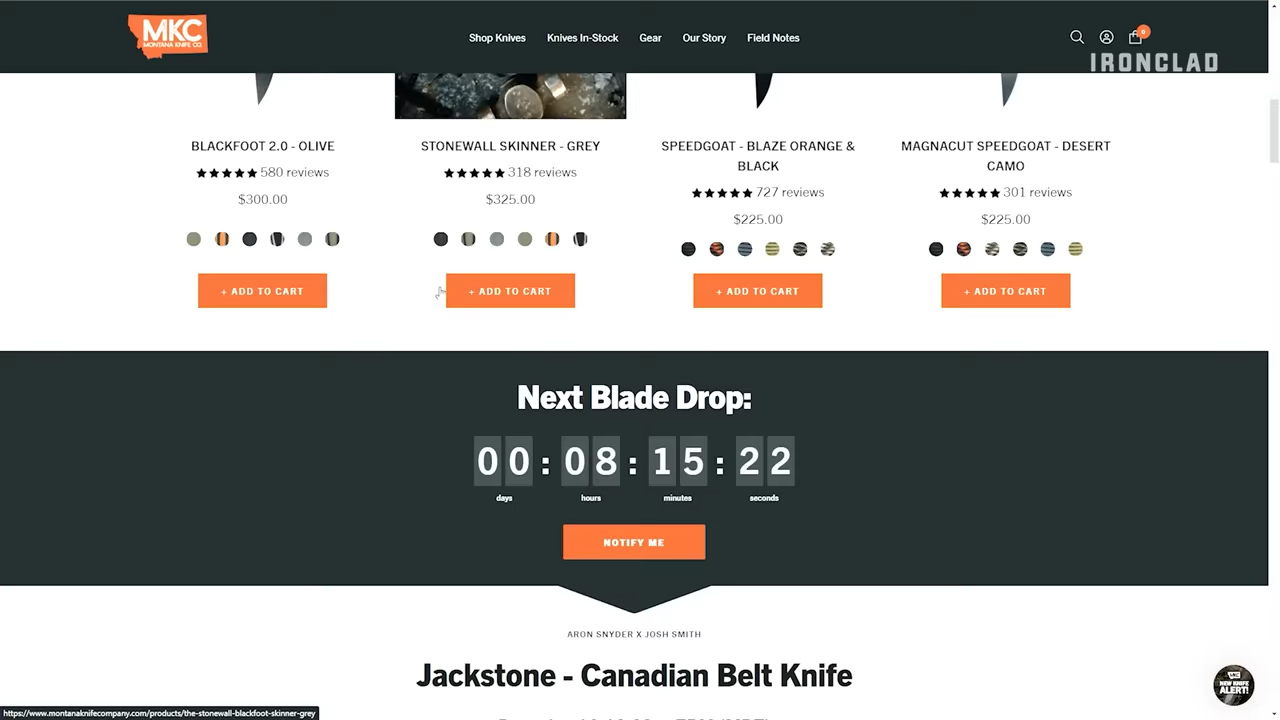 MKC
MONTANA KNIFE CO.
Shop Knives
Knives In-Stock
Gear
Our Story
Field Notes
0
IRONCLAD
BLACKFOOT 2.0 - OLIVE
580 reviews
$300.00
+ ADD TO CART
STONEWALL SKINNER - GREY
318 reviews
$325.00
+ ADD TO CART
SPEEDGOAT - BLAZE ORANGE &
BLACK
727 reviews
$225.00
+ ADD TO CART
MAGNACUT SPEEDGOAT - DESERT
CAMO
301 reviews
$225.00
+ ADD TO CART
Next Blade Drop:
00 : 08 : 15 : 22
days hours minutes seconds
NOTIFY ME
ARON SNYDER X JOSH SMITH
Jackstone - Canadian Belt Knife
NEW KNIFE
ALERT!
https://www.montanaknifecompany.com/products/the-stonewall-blackfoot-skinner-grey